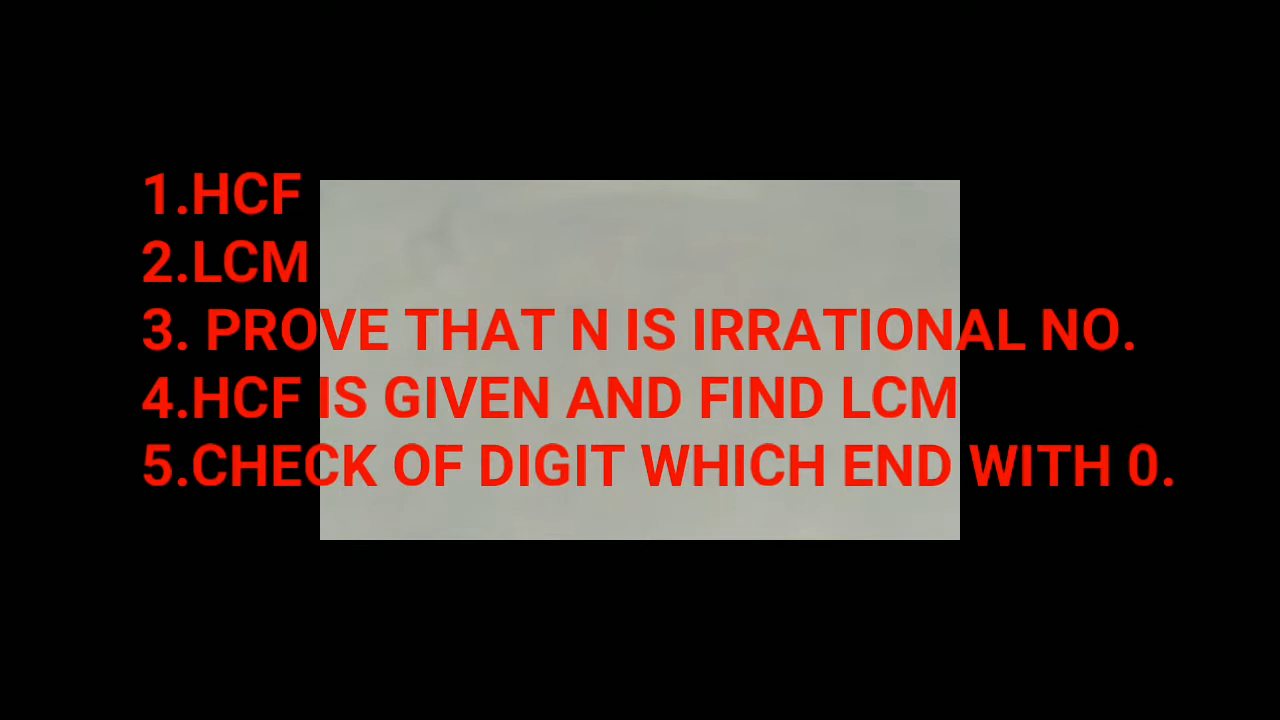 1.HCF
2.LCM
3. PROVE THAT N IS IRRATIONAL NO.
4.HCF IS GIVEN AND FIND LCM
5.CHECK OF DIGIT WHICH END WITH 0.